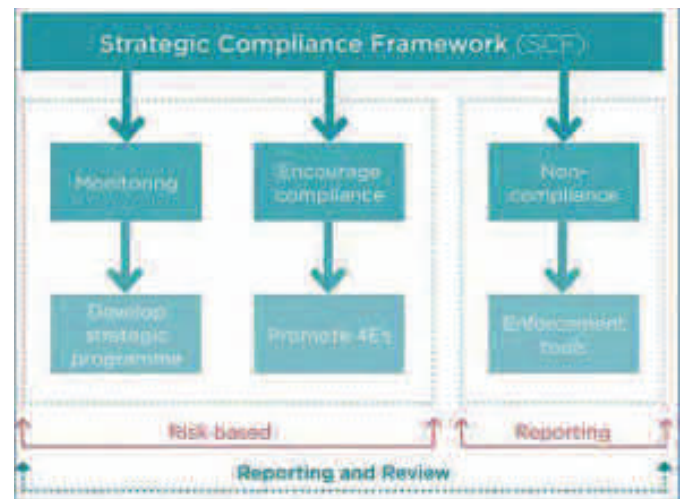 Strategic Compliance Framework (SCF)
Monitoring
Encourage
compliance
Non-
compliance
Develop
strategic
programme
Promote 4Es
Enforcement
tools
Risk based
Reporting
Reporting and Review